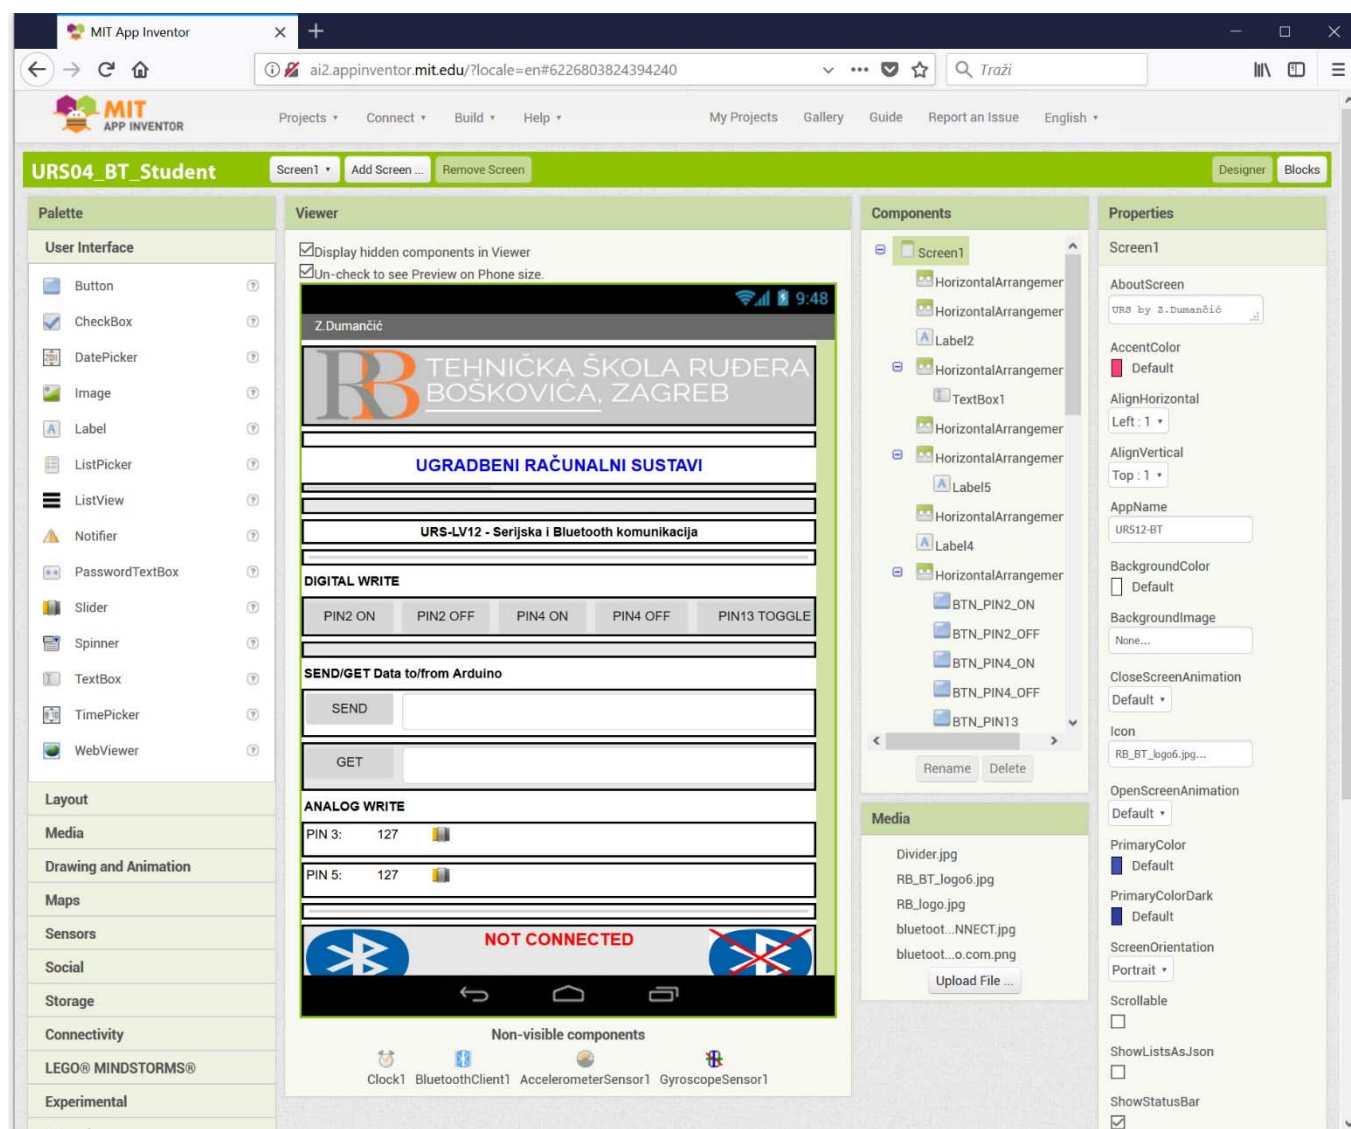 MIT App Inventor
ai2.appinventor.mit.edu/?locale=en#6226803824394240
Traži
MIT
APP INVENTOR
Projects Connect Build Help My Projects Gallery Guide Report an Issue English
URS04_BT_Student Screen1 Add Screen ... Remove Screen Designer Blocks
Palette
User Interface
Button
CheckBox
DatePicker
Image
Label
ListPicker
ListView
Notifier
PasswordTextBox
Slider
Spinner
TextBox
TimePicker
WebViewer
Layout
Media
Drawing and Animation
Maps
Sensors
Social
Storage
Connectivity
LEGO® MINDSTORMS®
Experimental
Viewer
Display hidden components in Viewer
Un-check to see Preview on Phone size.
9:48
Z.Dumančić
RB
TEHNIČKA ŠKOLA RUĐERA
BOŠKOVIĆA, ZAGREB
UGRADBENI RAČUNALNI SUSTAVI
URS-LV12 - Serijska i Bluetooth komunikacija
DIGITAL WRITE
PIN2 ON PIN2 OFF PIN4 ON PIN4 OFF PIN13 TOGGLE
SEND/GET Data to/from Arduino
SEND
GET
ANALOG WRITE
PIN 3: 127
PIN 5: 127
NOT CONNECTED
Non-visible components
Clock1 BluetoothClient1 AccelerometerSensor1 GyroscopeSensor1
Components
Screen1
HorizontalArrangemer
HorizontalArrangemer
Label2
HorizontalArrangemer
TextBox1
HorizontalArrangemer
HorizontalArrangemer
Label5
HorizontalArrangemer
Label4
HorizontalArrangemer
BTN_PIN2_ON
BTN_PIN2_OFF
BTN_PIN4_ON
BTN_PIN4_OFF
BTN_PIN13
Rename Delete
Media
Divider.jpg
RB_BT_logo6.jpg
RB_logo.jpg
bluetoot...NNECT.jpg
bluetoot...o.com.png
Upload File ...
Properties
Screen1
AboutScreen
URS by Z.Dumančić
AccentColor
Default
AlignHorizontal
Left : 1
AlignVertical
Top : 1
AppName
URS12-BT
BackgroundColor
Default
BackgroundImage
None...
CloseScreenAnimation
Default
Icon
RB_BT_logo6.jpg...
OpenScreenAnimation
Default
PrimaryColor
Default
PrimaryColorDark
Default
ScreenOrientation
Portrait
Scrollable
ShowListsAsJson
ShowStatusBar